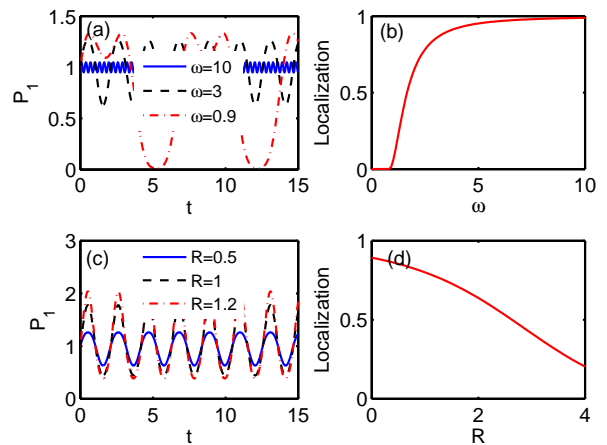 (a)
1.5
1
0.5
0
P1
ω=10
ω=3
ω=0.9
0 5 10 15
t
(b)
1
0.5
0
Localization
0 5 10
ω
(c)
3
2
1
0
P1
R=0.5
R=1
R=1.2
0 5 10 15
t
(d)
1
0.5
0
Localization
0 2 4
R